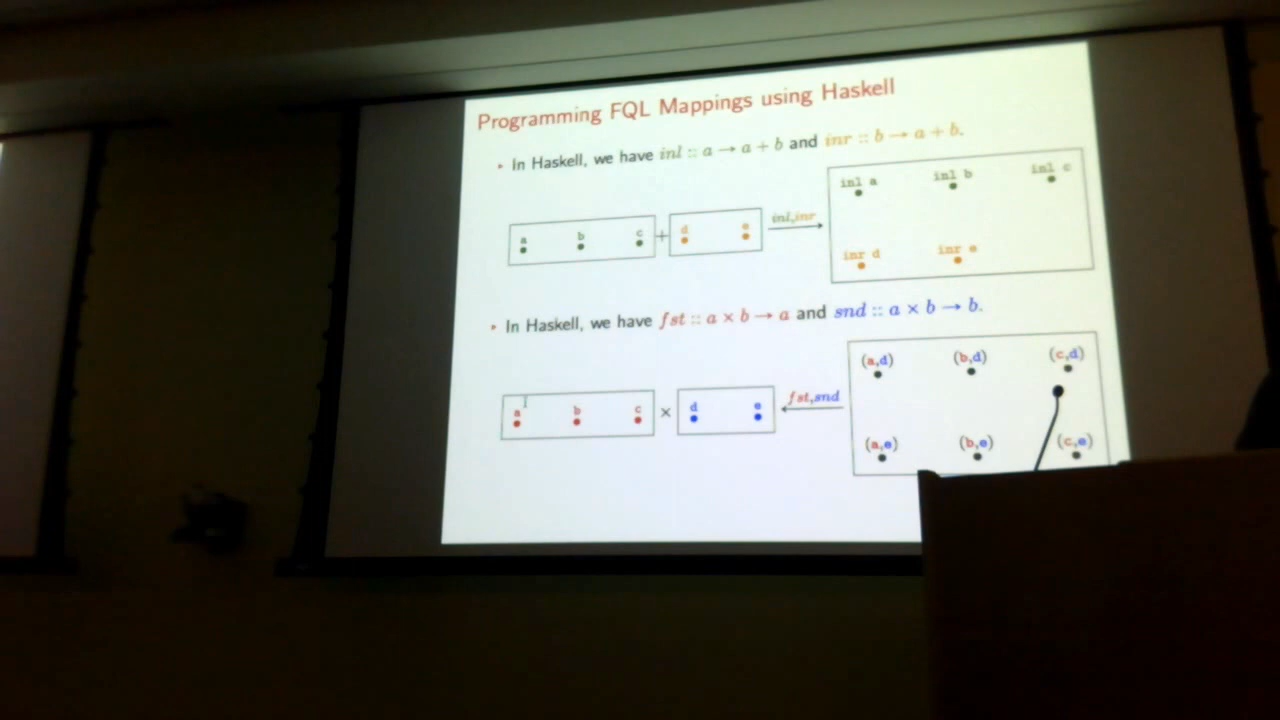 Programming FQL Mappings using Haskell
In Haskell, we have inl :: a → a + b and inr :: b → a + b.
inl a inl b inl c
a b c + d e inl,inr
inr d inr e
In Haskell, we have fst :: a × b → a and snd :: a × b → b.
(a,d) (b,d) (c,d)
a b c × d e fst,snd
(a,e) (b,e) (c,e)